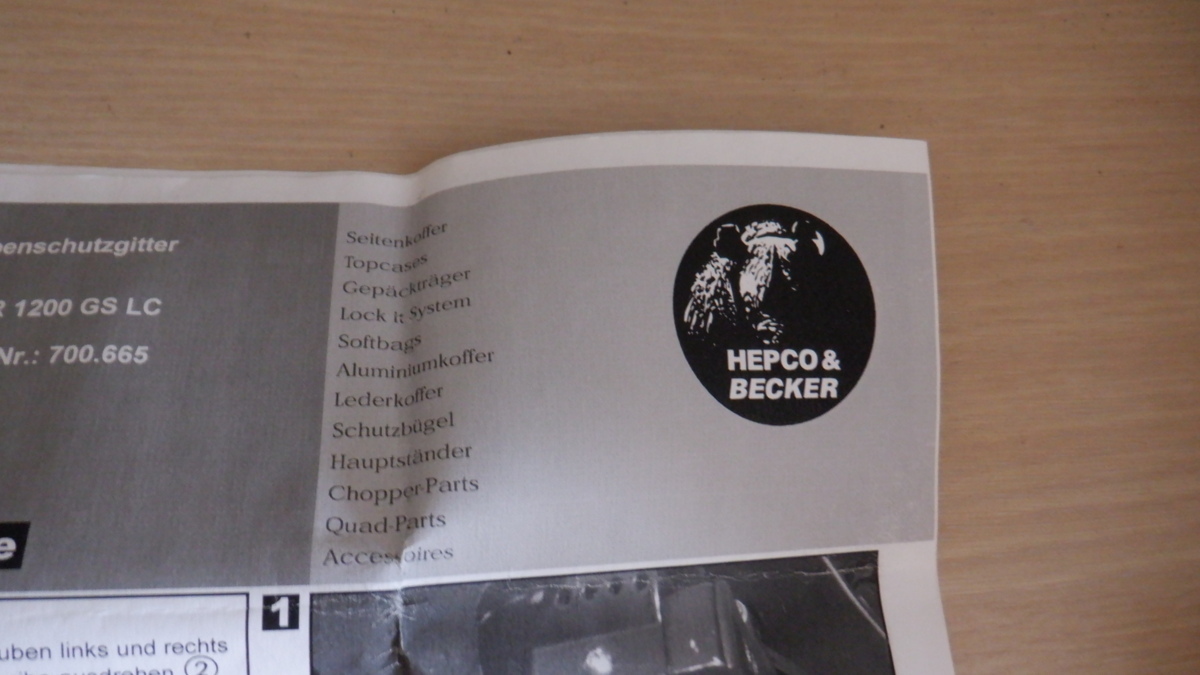 benschutzgitter
R 1200 GS LC
Nr.: 700.665
e
Seitenkoffer
Topcases
Gepäckträger
Lock it System
Softbags
Aluminiumkoffer
Lederkoffer
Schutzbügel
Hauptständer
Chopper-Parts
Quad-Parts
Accessoires
HEPCO &
BECKER
1
uben links und rechts
ausdrehen 2